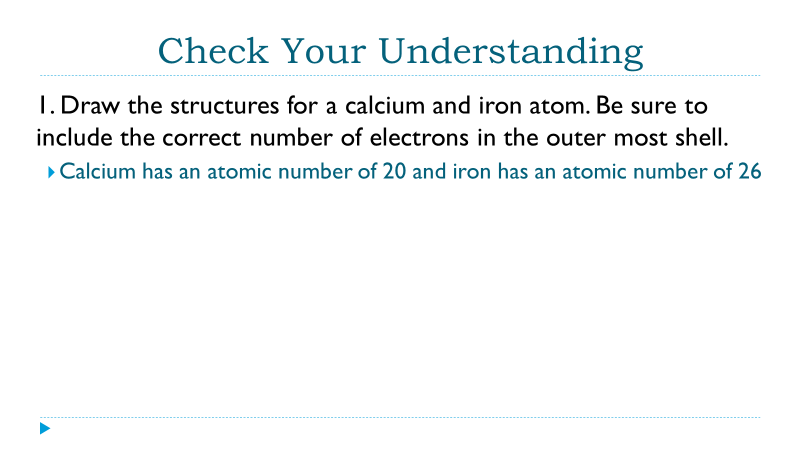 Check Your Understanding
1. Draw the structures for a calcium and iron atom. Be sure to
include the correct number of electrons in the outer most shell.
Calcium has an atomic number of 20 and iron has an atomic number of 26